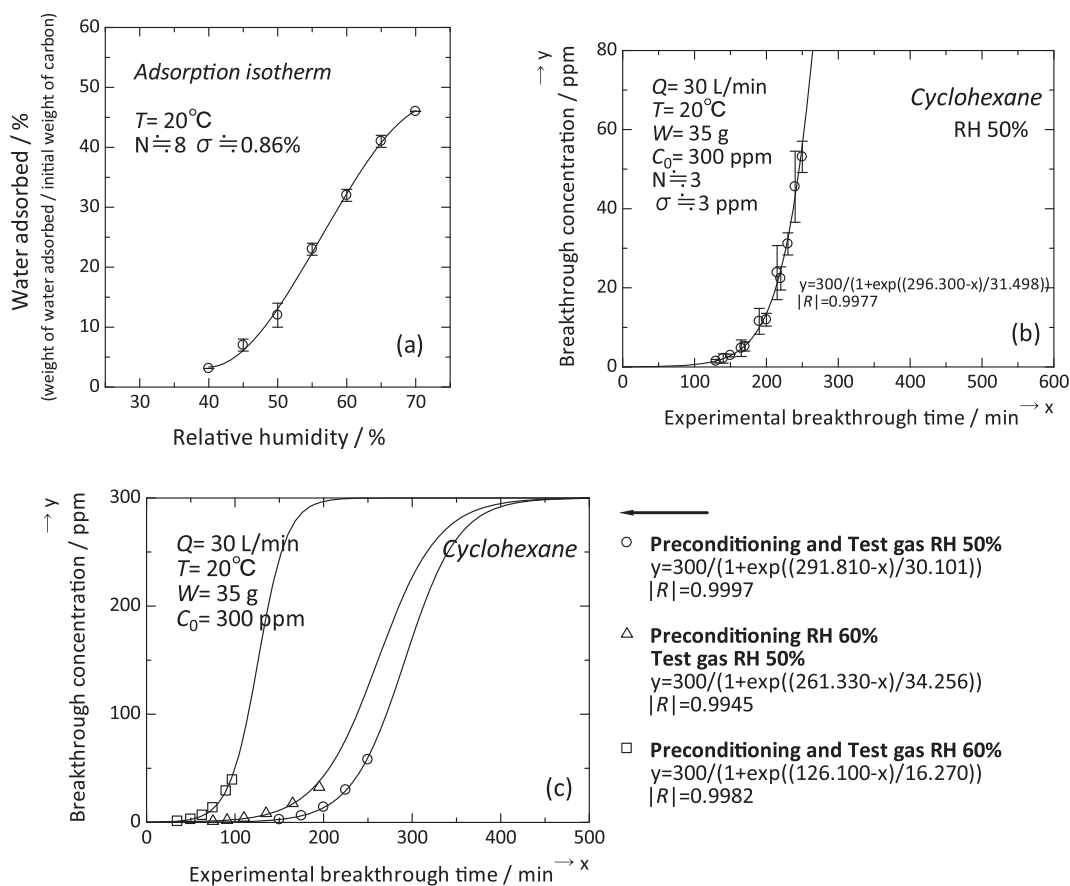 60
50
40
30
20
10
0
30
40
50
60
70
Water adsorbed / %
(weight of water adsorbed / initial weight of carbon)
Adsorption isotherm
T= 20℃
N≒8 σ ≒0.86%
(a)
Relative humidity / %
→ y
80
60
40
20
0
Breakthrough concentration / ppm
Q= 30 L/min
T= 20℃
W= 35 g
C₀= 300 ppm
N≒3
σ ≒3 ppm
Cyclohexane
RH 50%
y=300/(1+exp((296.300-x)/31.498))
|R|=0.9977
(b)
0
100
200
300
400
500
600
Experimental breakthrough time / min → x
→ y
300
200
100
0
Breakthrough concentration / ppm
Q= 30 L/min
T= 20℃
W= 35 g
C₀= 300 ppm
Cyclohexane
(c)
0
100
200
300
400
500
Experimental breakthrough time / min → x
Preconditioning and Test gas RH 50%
y=300/(1+exp((291.810-x)/30.101))
|R|=0.9997
Preconditioning RH 60%
Test gas RH 50%
y=300/(1+exp((261.330-x)/34.256))
|R|=0.9945
Preconditioning and Test gas RH 60%
y=300/(1+exp((126.100-x)/16.270))
|R|=0.9982